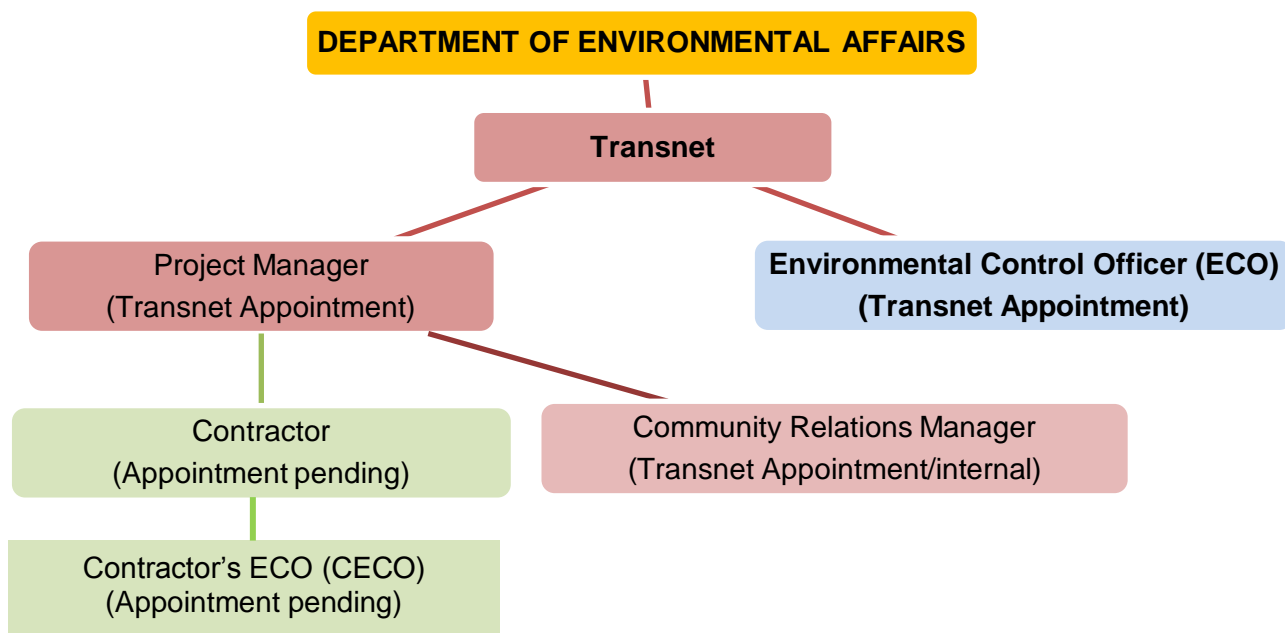 DEPARTMENT OF ENVIRONMENTAL AFFAIRS
Transnet
Project Manager
(Transnet Appointment)
Environmental Control Officer (ECO)
(Transnet Appointment)
Contractor
(Appointment pending)
Community Relations Manager
(Transnet Appointment/internal)
Contractor’s ECO (CECO)
(Appointment pending)